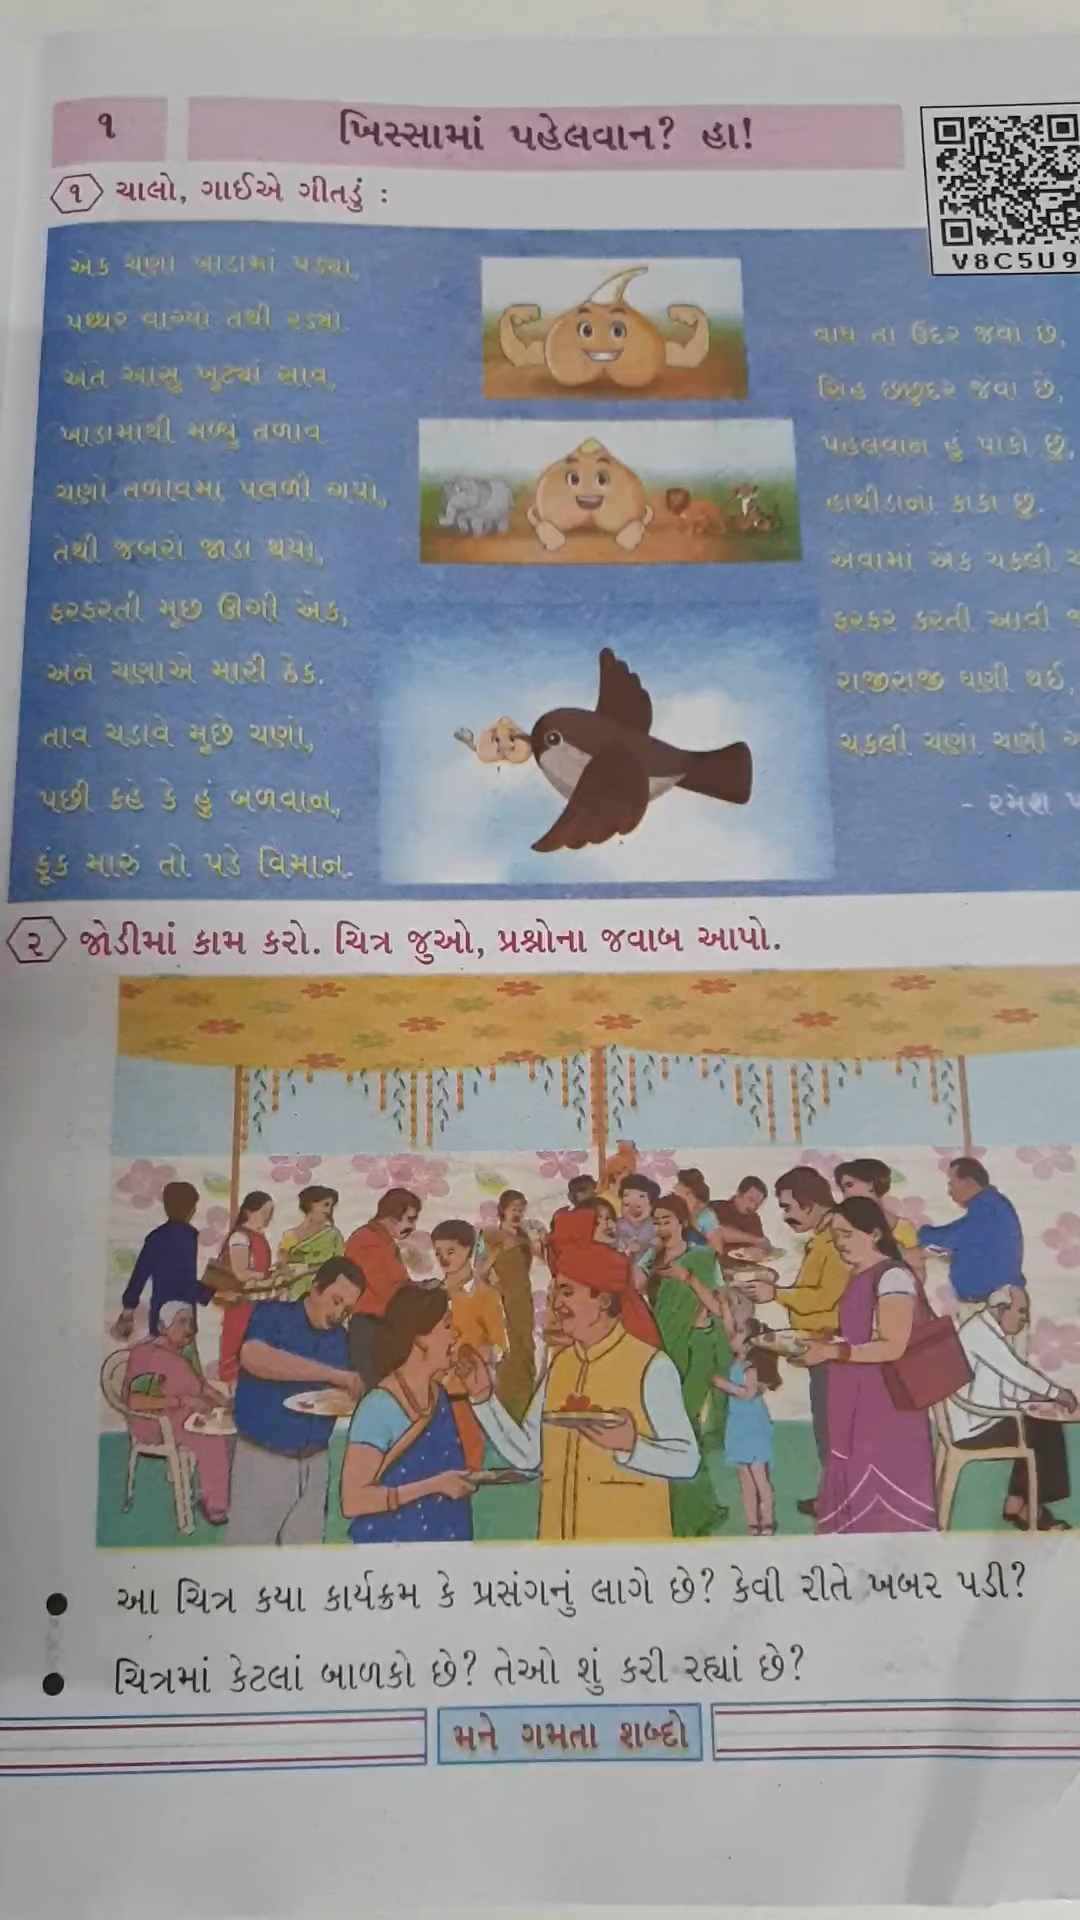 ૧
ખિસ્સામાં પહેલવાન? હા!
V8C5U9
૧ ચાલો, ગાઈએ ગીતડું :
એક ચણા ખાડામાં પડ્યા,
પથ્થર વાગ્યો તેથી રડ્યો.
અંતે આંસુ ખૂટ્યાં સાવ,
ખાડામાંથી મળ્યું તળાવ
ચણો તળાવમાં પલળી ગયો,
તેથી જબરો જાડો થયો,
ફરફરતી મૂછ ઊગી એક,
અને ચણાએ મારી ઠેક.
તાવ ચડાવે મૂછે ચણો,
પછી કહે કે હું બળવાન,
ફૂંક મારું તો પડે વિમાન.
વાઘ તો ઉંદર જેવો છે,
સિંહ છછુંદર જેવો છે,
પહેલવાન હું પાકો છું,
હાથીડાનો કાકો છું.
એવામાં એક ચકલી
ફરફર કરતી આવી
રાજીરાજી ઘણી થઈ,
ચકલી ચણો ચણી
- રમેશ
૨ જોડીમાં કામ કરો. ચિત્ર જુઓ, પ્રશ્નોના જવાબ આપો.
● આ ચિત્ર કયા કાર્યક્રમ કે પ્રસંગનું લાગે છે? કેવી રીતે ખબર પડી?
● ચિત્રમાં કેટલાં બાળકો છે? તેઓ શું કરી રહ્યાં છે?
મને ગમતા શબ્દો